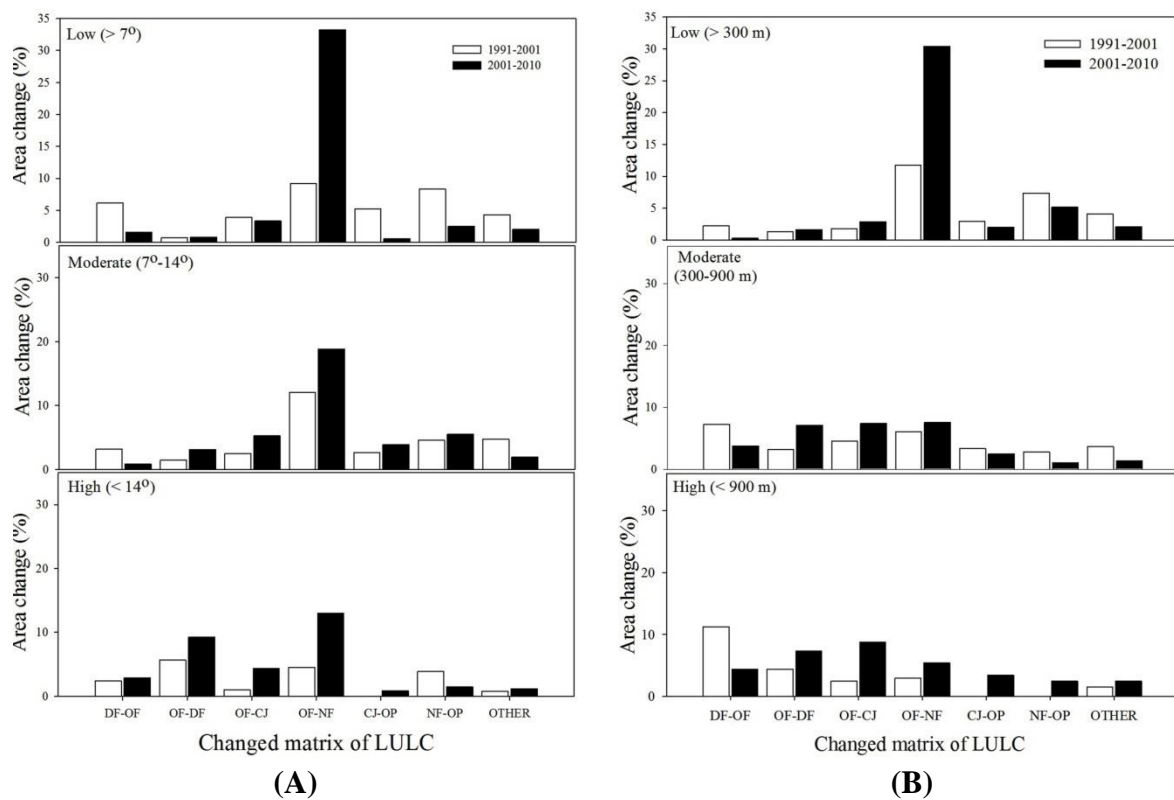 35
30
25
20
15
10
5
0
Area change (%)
Low (> 7⁰)
1991-2001
2001-2010
30
20
10
0
Area change (%)
Moderate (7⁰-14⁰)
30
20
10
0
Area change (%)
High (< 14⁰)
DF-OF OF-DF OF-CJ OF-NF CJ-OP NF-OP OTHER
Changed matrix of LULC
(A)
35
30
25
20
15
10
5
0
Area change (%)
Low (> 300 m)
1991-2001
2001-2010
30
20
10
0
Area change (%)
Moderate
(300-900 m)
30
20
10
0
Area change (%)
High (< 900 m)
DF-OF OF-DF OF-CJ OF-NF CJ-OP NF-OP OTHER
Changed matrix of LULC
(B)